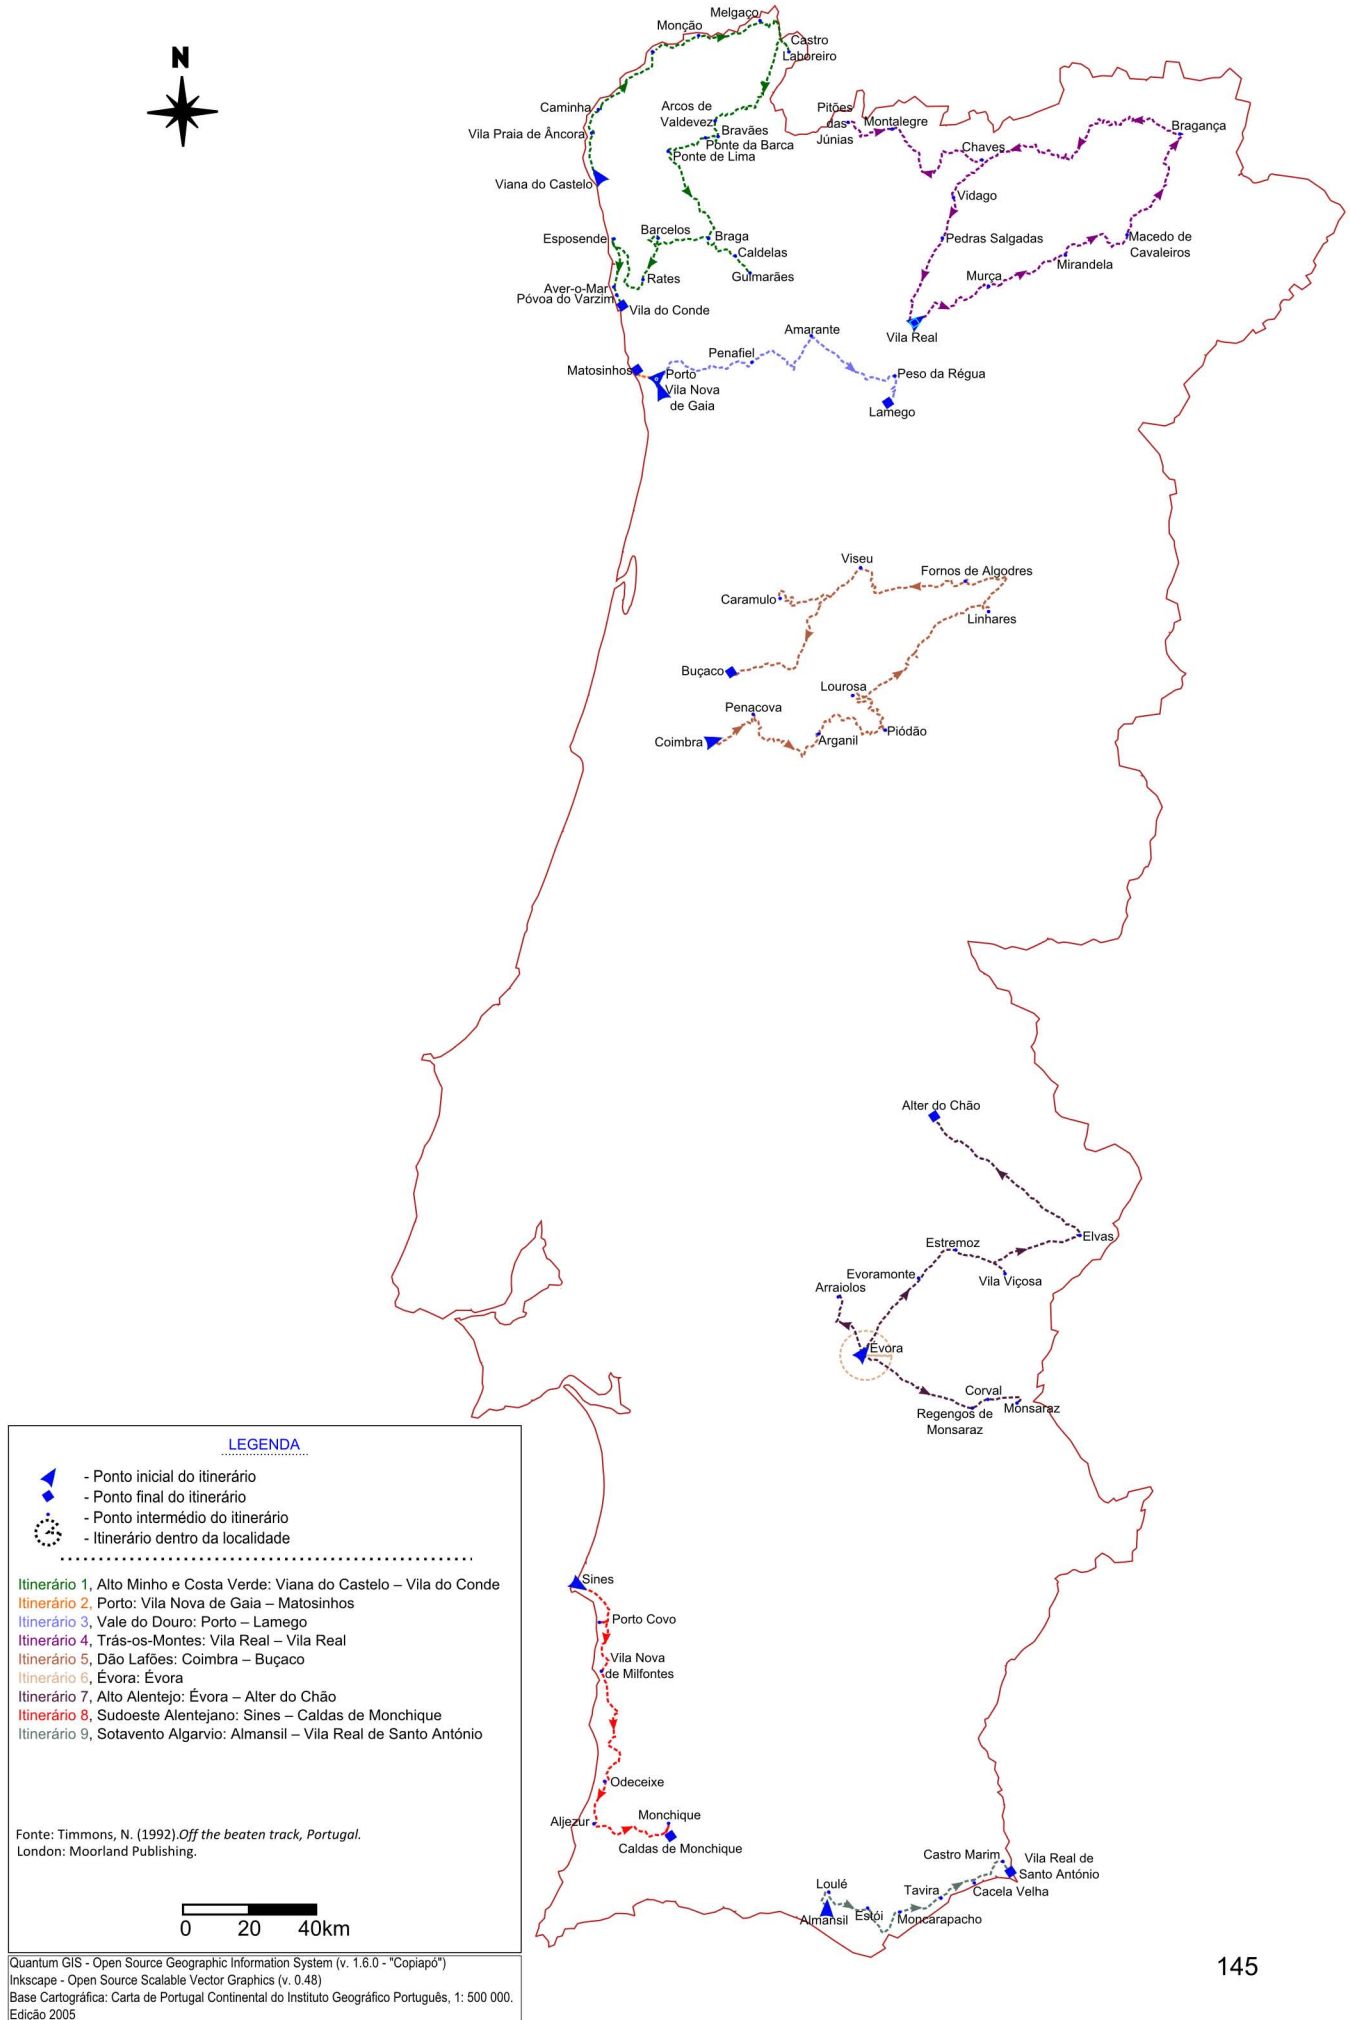 N
Melgaço
Monção
Castro
Laboreiro
Caminha
Arcos de
Valdevez
Pitões
das
Júnias
Montalegre
Bragança
Vila Praia de Âncora
Bravães
Ponte da Barca
Ponte de Lima
Chaves
Viana do Castelo
Vidago
Barcelos
Esposende
Braga
Pedras Salgadas
Macedo de
Cavaleiros
Caldelas
Mirandela
Guimarães
Rates
Murça
Aver-o-Mar
Póvoa do Varzim
Vila do Conde
Amarante
Vila Real
Penafiel
Matosinhos
Porto
Peso da Régua
Vila Nova
de Gaia
Lamego
Viseu
Fornos de Algodres
Caramulo
Linhares
Buçaco
Lourosa
Penacova
Coimbra
Arganil
Piódão
Alter do Chão
Elvas
Estremoz
Evoramonte
Vila Viçosa
Arraiolos
Évora
Corval
Regengos de
Monsaraz
Monsaraz
LEGENDA
- Ponto inicial do itinerário
- Ponto final do itinerário
- Ponto intermédio do itinerário
- Itinerário dentro da localidade
Itinerário 1, Alto Minho e Costa Verde: Viana do Castelo – Vila do Conde
Itinerário 2, Porto: Vila Nova de Gaia – Matosinhos
Itinerário 3, Vale do Douro: Porto – Lamego
Itinerário 4, Trás-os-Montes: Vila Real – Vila Real
Itinerário 5, Dão Lafões: Coimbra – Buçaco
Itinerário 6, Évora: Évora
Itinerário 7, Alto Alentejo: Évora – Alter do Chão
Itinerário 8, Sudoeste Alentejano: Sines – Caldas de Monchique
Itinerário 9, Sotavento Algarvio: Almansil – Vila Real de Santo António
Sines
Porto Covo
Vila Nova
de Milfontes
Odeceixe
Aljezur
Monchique
Caldas de Monchique
Castro Marim
Vila Real de
Santo António
Loulé
Tavira
Cacela Velha
Almansil
Estói
Moncarapacho
Fonte: Timmons, N. (1992).Off the beaten track, Portugal.
London: Moorland Publishing.
0 20 40km
Quantum GIS - Open Source Geographic Information System (v. 1.6.0 - "Copiapó")
Inkscape - Open Source Scalable Vector Graphics (v. 0.48)
Base Cartográfica: Carta de Portugal Continental do Instituto Geográfico Português, 1: 500 000.
Edicão 2005
145